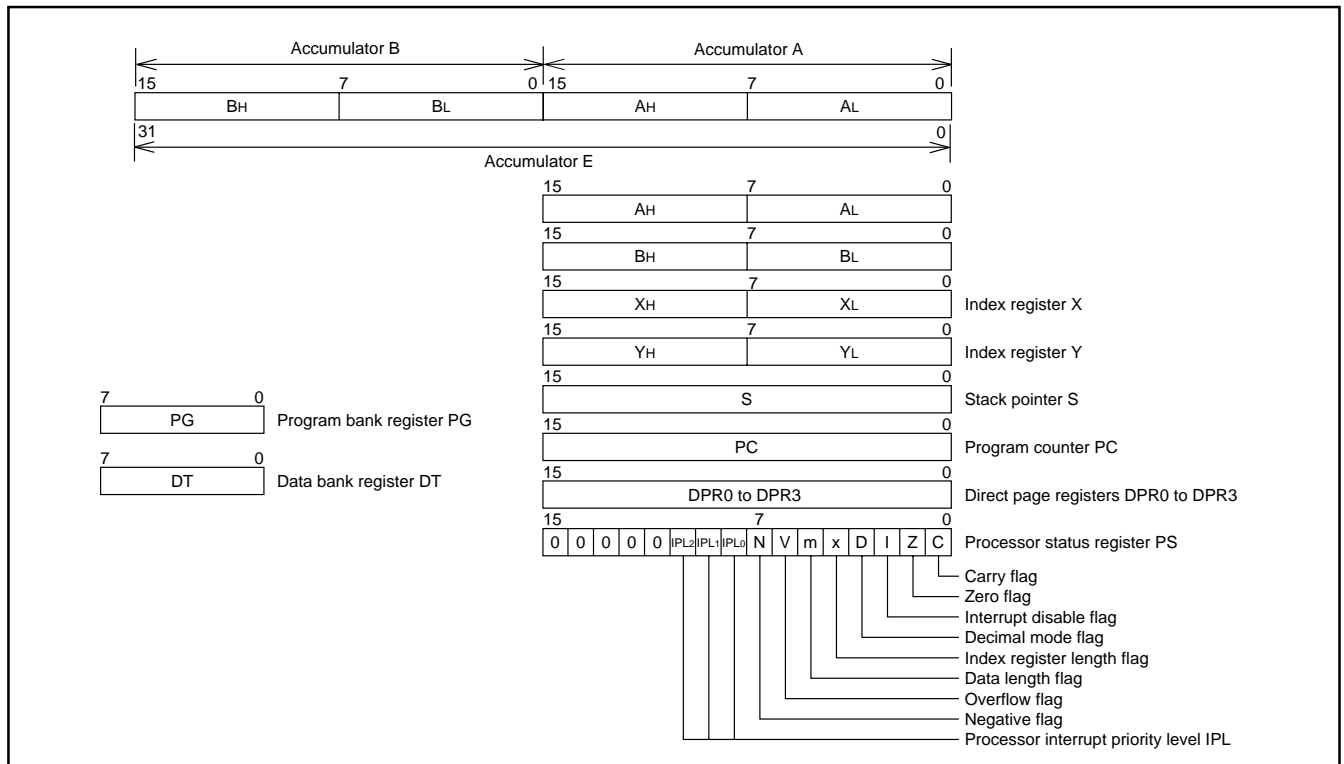 Accumulator B Accumulator A
15 7 0 15 7 0
BH BL AH AL
31 0
Accumulator E
15 7 0
AH AL
15 7 0
BH BL
15 7 0
XH XL Index register X
15 7 0
YH YL Index register Y
15 0
S Stack pointer S
7 0
PG Program bank register PG
15 0
PC Program counter PC
7 0
DT Data bank register DT
15 0
DPR0 to DPR3 Direct page registers DPR0 to DPR3
15 7 0
0 0 0 0 0 IPL2 IPL1 IPL0 N V m x D I Z C Processor status register PS
Carry flag
Zero flag
Interrupt disable flag
Decimal mode flag
Index register length flag
Data length flag
Overflow flag
Negative flag
Processor interrupt priority level IPL